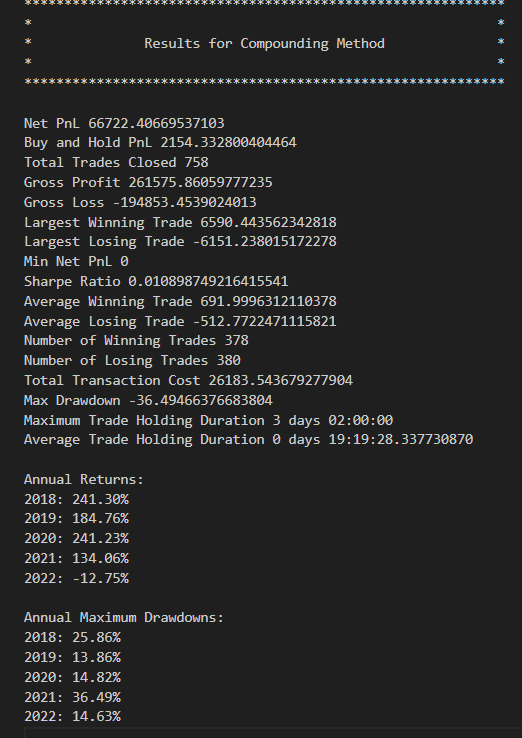 ************************************************************
* *
* Results for Compounding Method *
* *
************************************************************
Net PnL 66722.40669537103
Buy and Hold PnL 2154.332800404464
Total Trades Closed 758
Gross Profit 261575.86059777235
Gross Loss -194853.4539024013
Largest Winning Trade 6590.443562342818
Largest Losing Trade -6151.238015172278
Min Net PnL 0
Sharpe Ratio 0.010898749216415541
Average Winning Trade 691.9996312110378
Average Losing Trade -512.7722471115821
Number of Winning Trades 378
Number of Losing Trades 380
Total Transaction Cost 26183.543679277904
Max Drawdown -36.49466376683804
Maximum Trade Holding Duration 3 days 02:00:00
Average Trade Holding Duration 0 days 19:19:28.337730870
Annual Returns:
2018: 241.30%
2019: 184.76%
2020: 241.23%
2021: 134.06%
2022: -12.75%
Annual Maximum Drawdowns:
2018: 25.86%
2019: 13.86%
2020: 14.82%
2021: 36.49%
2022: 14.63%